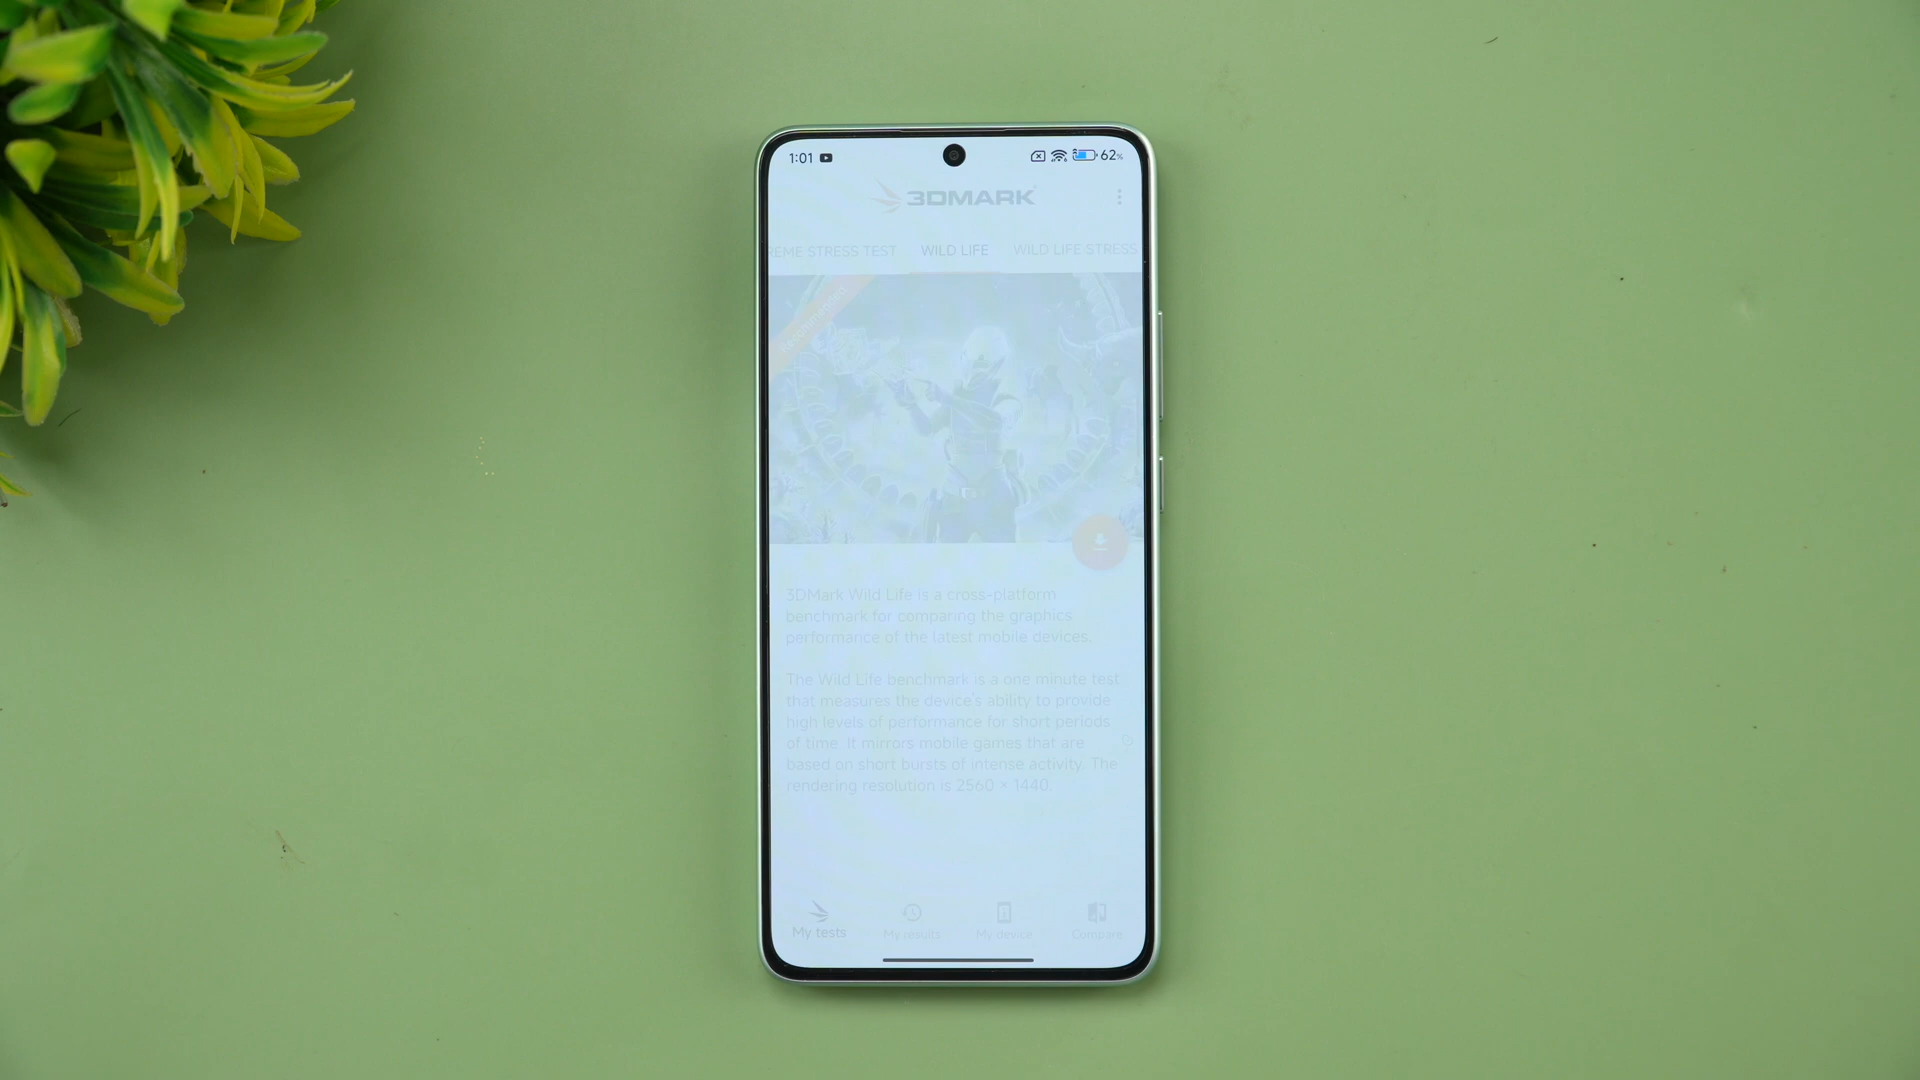 1:01 62%
3DMARK
REME STRESS TEST WILD LIFE WILD LIFE STRESS
Recommended
3DMark Wild Life is a cross-platform
benchmark for comparing the graphics
performance of the latest mobile devices.
The Wild Life benchmark is a one minute test
that measures the device's ability to provide
high levels of performance for short periods
of time. It mirrors mobile games that are
based on short bursts of intense activity. The
rendering resolution is 2560 × 1440.
My tests My results My device Compare